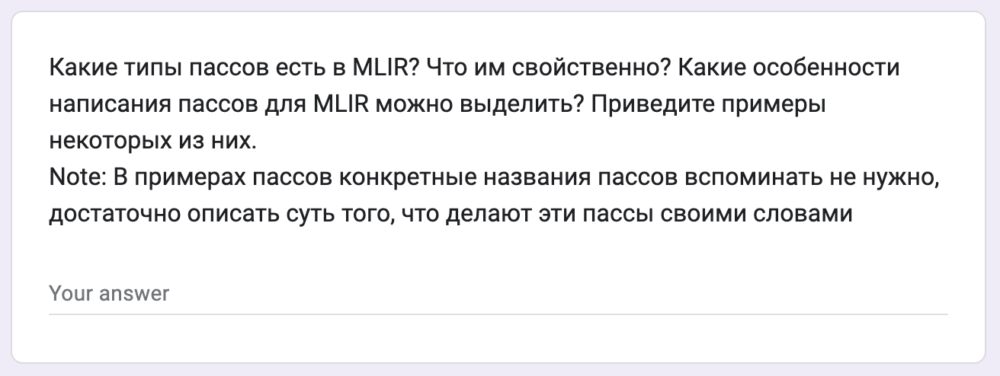 Какие типы пассов есть в MLIR? Что им свойственно? Какие особенности
написания пассов для MLIR можно выделить? Приведите примеры
некоторых из них.
Note: В примерах пассов конкретные названия пассов вспоминать не нужно,
достаточно описать суть того, что делают эти пассы своими словами
Your answer